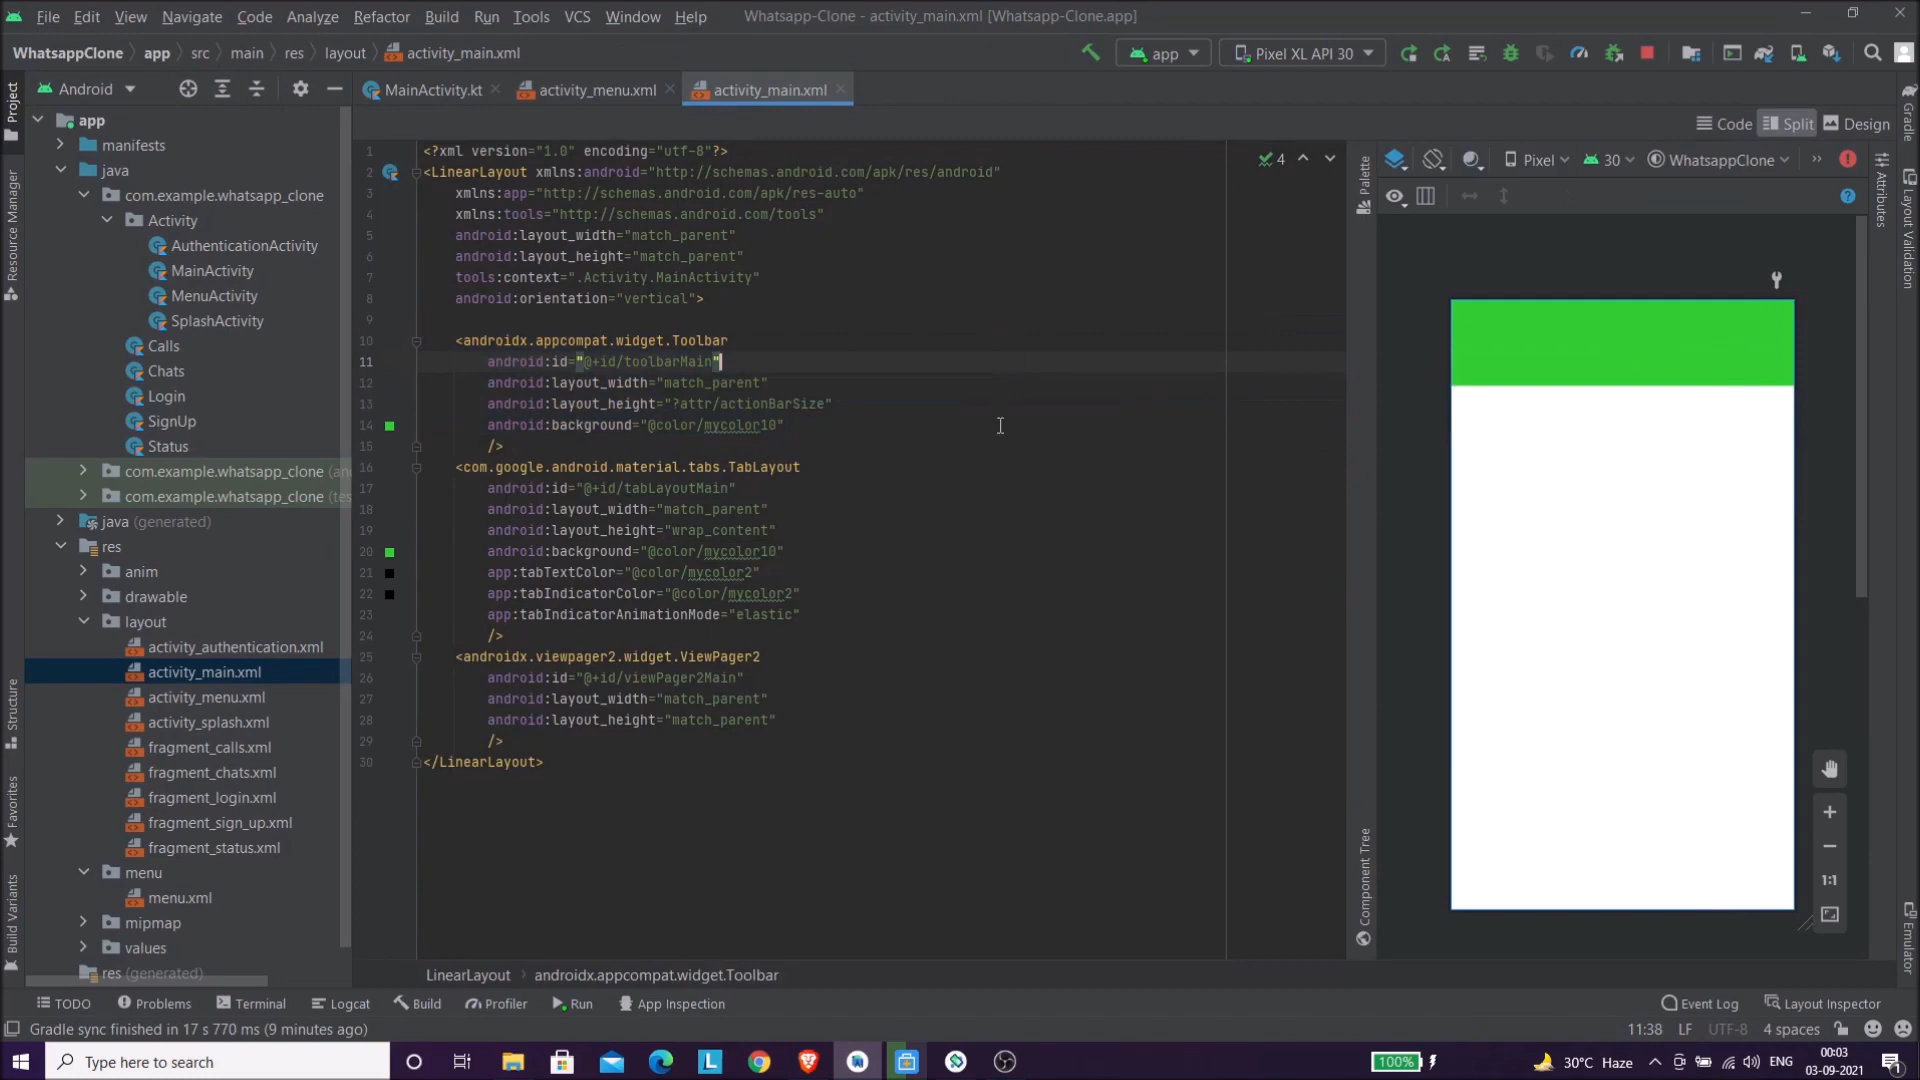 File Edit View Navigate Code Analyze Refactor Build Run Tools VCS Window Help Whatsapp-Clone - activity_main.xml [Whatsapp-Clone.app]
WhatsappClone app src main res layout activity_main.xml app Pixel XL API 30
Project
Android
MainActivity.kt activity_menu.xml activity_main.xml
Gradle
Code Split Design
app
manifests
java
com.example.whatsapp_clone
Activity
AuthenticationActivity
MainActivity
MenuActivity
SplashActivity
Calls
Chats
Login
SignUp
Status
com.example.whatsapp_clone (an
com.example.whatsapp_clone (tes
java (generated)
res
anim
drawable
layout
activity_authentication.xml
activity_main.xml
activity_menu.xml
activity_splash.xml
fragment_calls.xml
fragment_chats.xml
fragment_login.xml
fragment_sign_up.xml
fragment_status.xml
menu
menu.xml
mipmap
values
res (generated)
Resource Manager
Structure
Favorites
Build Variants
1 <?xml version="1.0" encoding="utf-8"?>
2 <LinearLayout xmlns:android="http://schemas.android.com/apk/res/android"
3 xmlns:app="http://schemas.android.com/apk/res-auto"
4 xmlns:tools="http://schemas.android.com/tools"
5 android:layout_width="match_parent"
6 android:layout_height="match_parent"
7 tools:context=".Activity.MainActivity"
8 android:orientation="vertical">
9
10 <androidx.appcompat.widget.Toolbar
11 android:id="@+id/toolbarMain"
12 android:layout_width="match_parent"
13 android:layout_height="?attr/actionBarSize"
14 android:background="@color/mycolor10"
15 />
16 <com.google.android.material.tabs.TabLayout
17 android:id="@+id/tabLayoutMain"
18 android:layout_width="match_parent"
19 android:layout_height="wrap_content"
20 android:background="@color/mycolor10"
21 app:tabTextColor="@color/mycolor2"
22 app:tabIndicatorColor="@color/mycolor2"
23 app:tabIndicatorAnimationMode="elastic"
24 />
25 <androidx.viewpager2.widget.ViewPager2
26 android:id="@+id/viewPager2Main"
27 android:layout_width="match_parent"
28 android:layout_height="match_parent"
29 />
30 </LinearLayout>
4
Palette
Component Tree
Pixel 30 WhatsappClone
Attributes
Layout Validation
1:1
Emulator
LinearLayout androidx.appcompat.widget.Toolbar
TODO Problems Terminal Logcat Build Profiler Run App Inspection Event Log Layout Inspector
Gradle sync finished in 17 s 770 ms (9 minutes ago) 11:38 LF UTF-8 4 spaces
Type here to search L 100% 30°C Haze ENG 00:03
03-09-2021
1